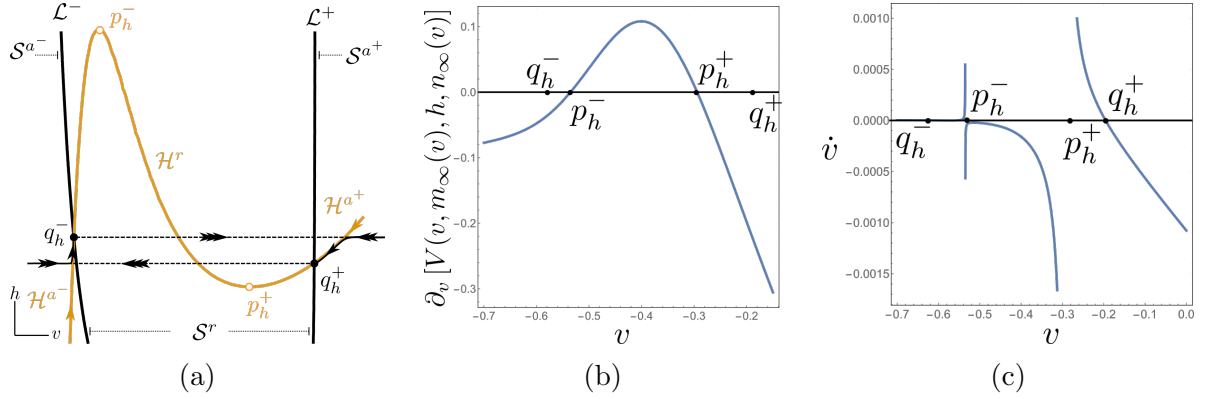 ℒ⁻
p_h^-
ℒ⁺
𝒮^{a^-}
𝒮^{a^+}
ℋ^r
ℋ^{a^+}
q_h^-
q_h^+
ℋ^{a^-}
p_h^+
h
v
𝒮^r
(a)
∂_v [V(v, m_∞(v), h, n_∞(v)]
0.1
0.0
-0.1
-0.2
-0.3
q_h^-
p_h^-
p_h^+
q_h^+
-0.7 -0.6 -0.5 -0.4 -0.3 -0.2
v
(b)
0.0010
0.0005
0.0000
-0.0005
-0.0010
-0.0015
v̇
q_h^-
p_h^-
p_h^+
q_h^+
-0.7 -0.6 -0.5 -0.4 -0.3 -0.2 -0.1 0.0
v
(c)